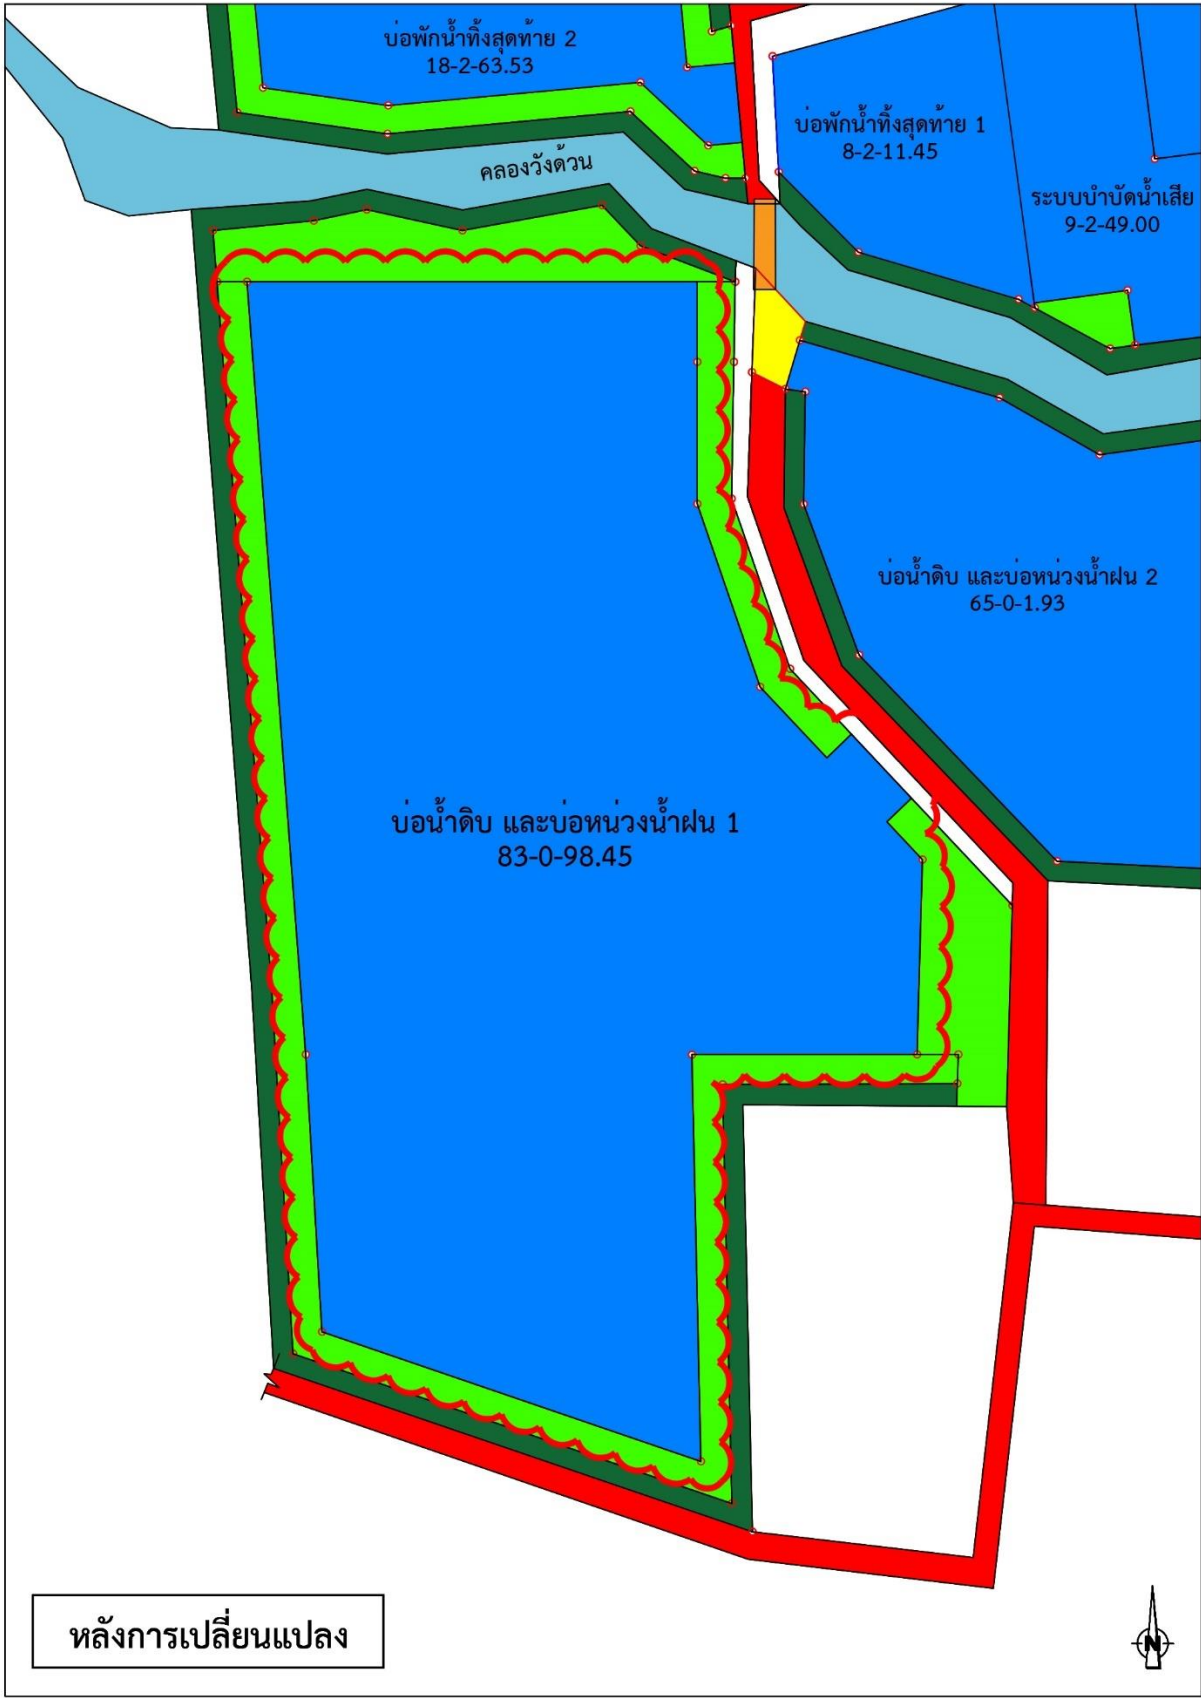 บ่อพักน้ำทิ้งสุดท้าย 2
18-2-63.53
บ่อพักน้ำทิ้งสุดท้าย 1
8-2-11.45
คลองวังด้วน
ระบบบำบัดน้ำเสีย
9-2-49.00
บ่อน้ำดิบ และบ่อหน่วงน้ำฝน 2
65-0-1.93
บ่อน้ำดิบ และบ่อหน่วงน้ำฝน 1
83-0-98.45
หลังการเปลี่ยนแปลง
N